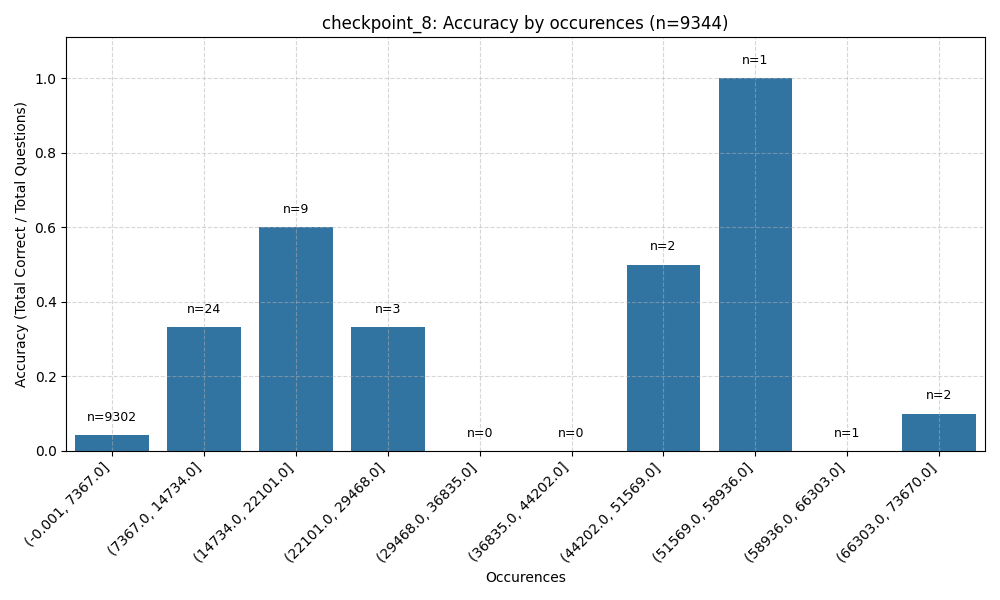 checkpoint_8: Accuracy by occurences (n=9344)
Accuracy (Total Correct / Total Questions)
1.0
0.8
0.6
0.4
0.2
0.0
n=9302
n=24
n=9
n=3
n=0
n=0
n=2
n=1
n=1
n=2
(-0.001, 7367.0]
(7367.0, 14734.0]
(14734.0, 22101.0]
(22101.0, 29468.0]
(29468.0, 36835.0]
(36835.0, 44202.0]
(44202.0, 51569.0]
(51569.0, 58936.0]
(58936.0, 66303.0]
(66303.0, 73670.0]
Occurences